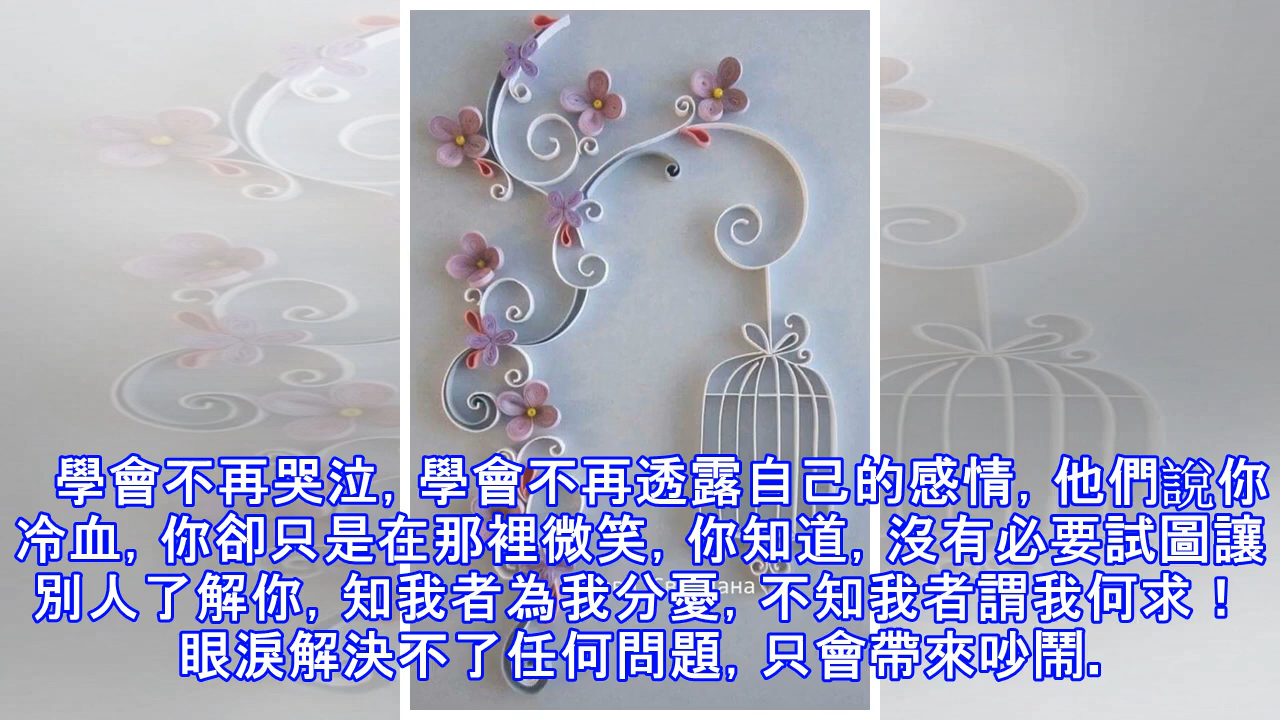 學會不再哭泣, 學會不再透露自己的感情, 他們說你
冷血, 你卻只是在那裡微笑, 你知道, 沒有必要試圖讓
別人了解你, 知我者為我分憂, 不知我者謂我何求！
眼淚解決不了任何問題, 只會帶來吵鬧.